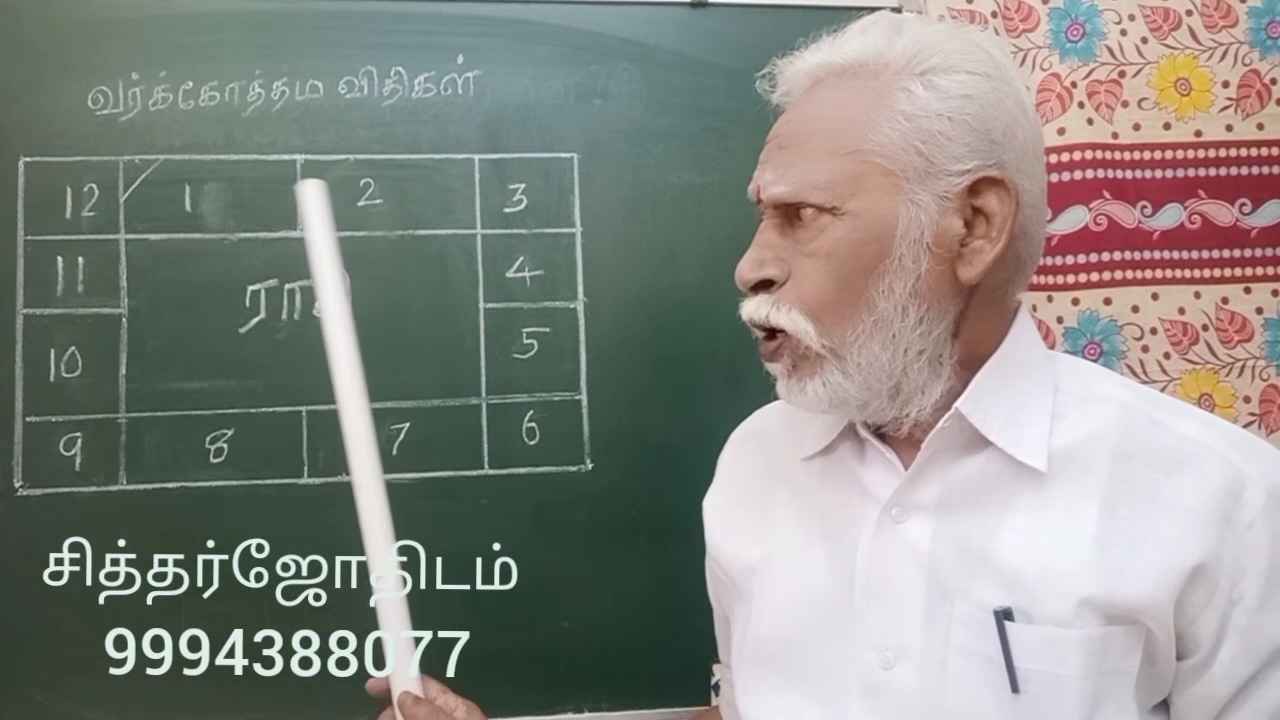 வர்க்கோத்தம விதிகள்
12 1 2 3
11 4
ரா
10 5
9 8 7 6
சித்தர்ஜோதிடம்
9994388077